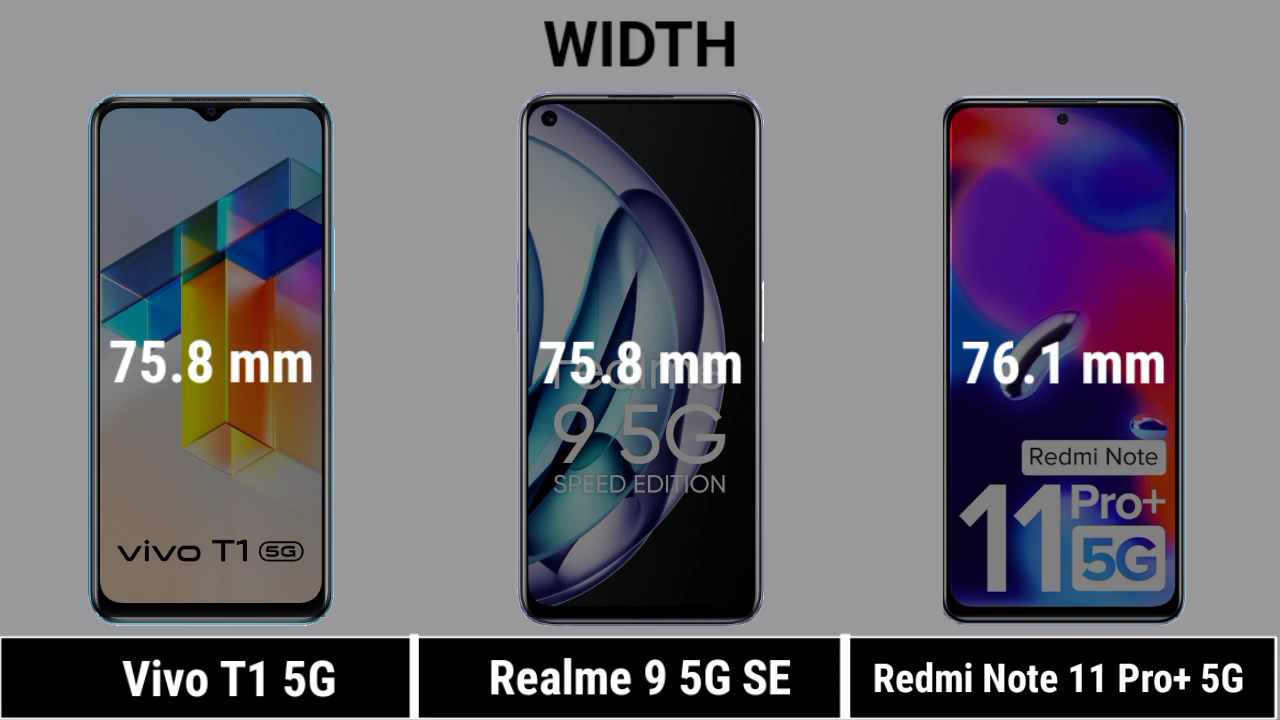 WIDTH
75.8 mm
vivo T1 5G
Vivo T1 5G
75.8 mm
realme
9 5G
SPEED EDITION
Realme 9 5G SE
76.1 mm
Redmi Note
11 Pro+
5G
Redmi Note 11 Pro+ 5G